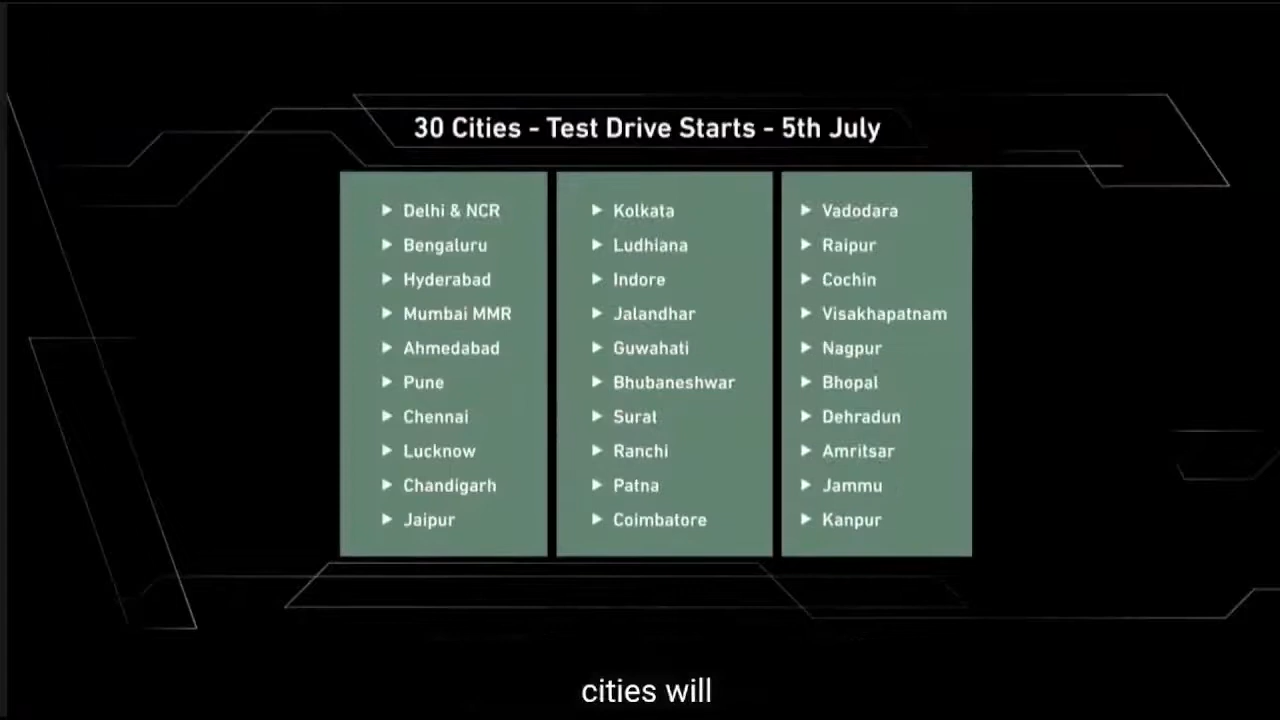 30 Cities - Test Drive Starts - 5th July
Delhi & NCR
Bengaluru
Hyderabad
Mumbai MMR
Ahmedabad
Pune
Chennai
Lucknow
Chandigarh
Jaipur
Kolkata
Ludhiana
Indore
Jalandhar
Guwahati
Bhubaneshwar
Surat
Ranchi
Patna
Coimbatore
Vadodara
Raipur
Cochin
Visakhapatnam
Nagpur
Bhopal
Dehradun
Amritsar
Jammu
Kanpur
cities will